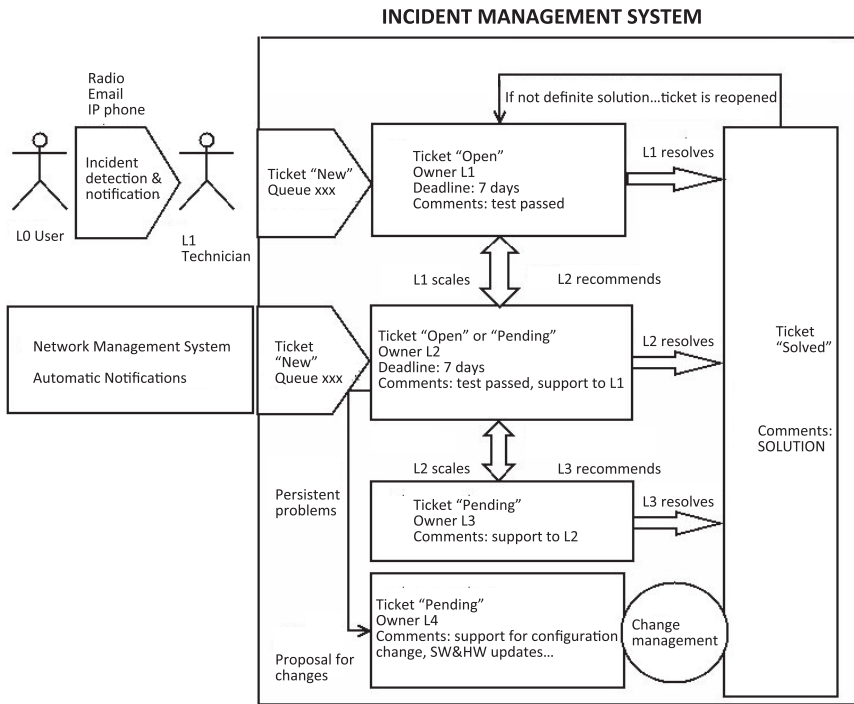 INCIDENT MANAGEMENT SYSTEM
Radio
Email
IP phone
Incident
detection &
notification
L0 User
L1
Technician
Ticket “New”
Queue xxx
If not definite solution...ticket is reopened
Ticket “Open”
Owner L1
Deadline: 7 days
Comments: test passed
L1 resolves
L1 scales
L2 recommends
Network Management System
Automatic Notifications
Ticket
“New”
Queue xxx
Ticket “Open” or “Pending”
Owner L2
Deadline: 7 days
Comments: test passed, support to L1
L2 resolves
Ticket
“Solved”
Comments:
SOLUTION
L2 scales
L3 recommends
Persistent
problems
Ticket “Pending”
Owner L3
Comments: support to L2
L3 resolves
Ticket “Pending”
Owner L4
Comments: support for configuration
change, SW&HW updates...
Change
management
Proposal for
changes